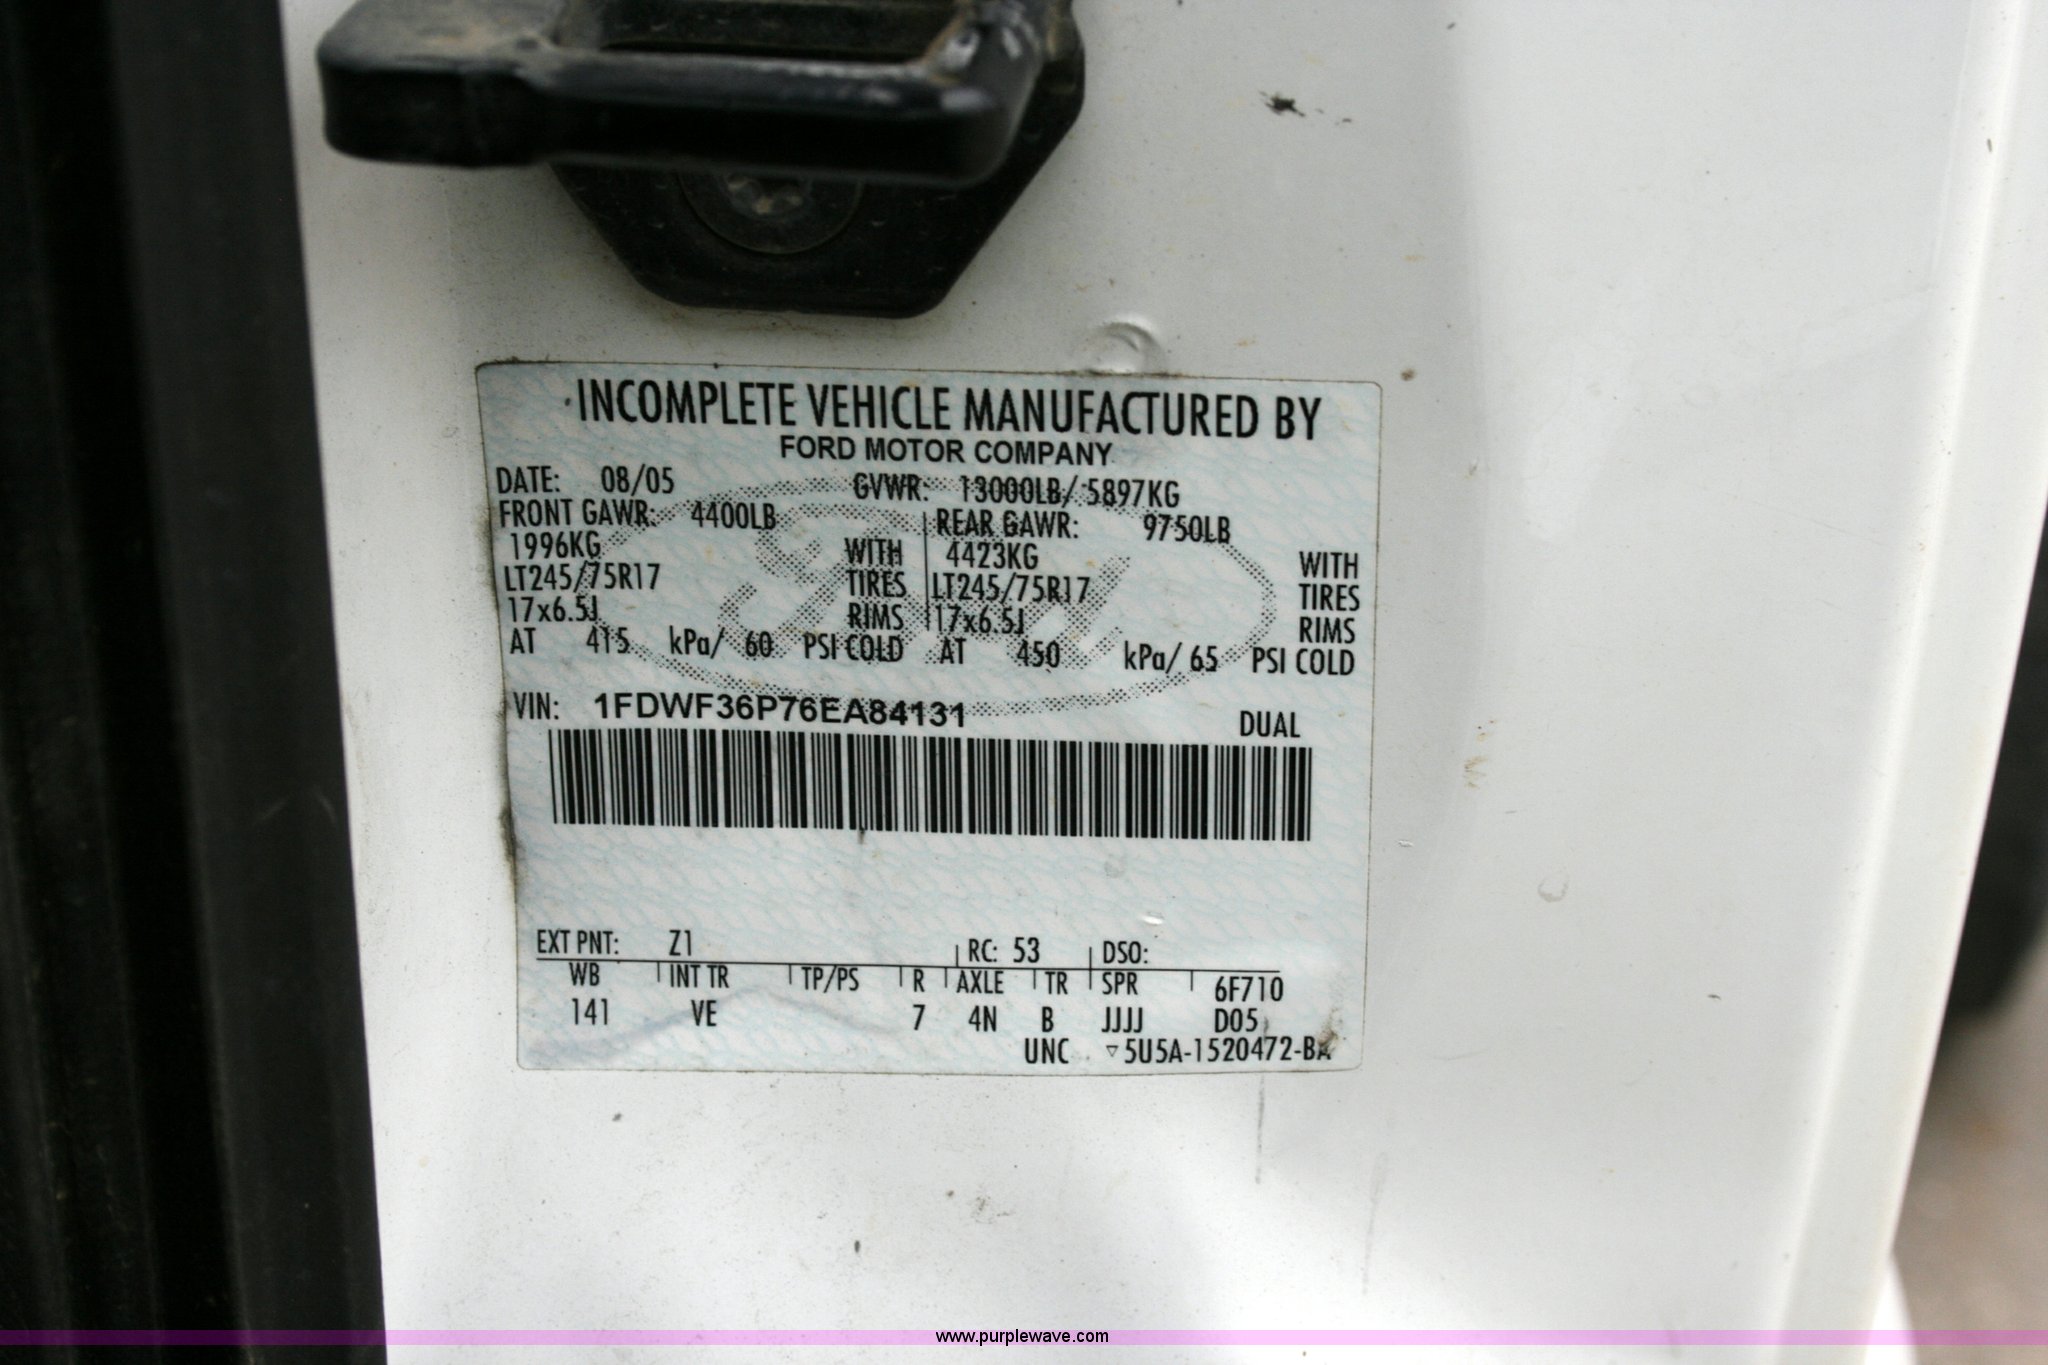 INCOMPLETE VEHICLE MANUFACTURED BY
FORD MOTOR COMPANY
DATE: 08/05 GVWR: 13000LB/ 5897KG
FRONT GAWR: 4400LB REAR GAWR: 9750LB
1996KG WITH 4423KG WITH
LT245/75R17 TIRES LT245/75R17 TIRES
17x6.5J RIMS 17x6.5J RIMS
AT 415 kPa/ 60 PSI COLD AT 450 kPa/ 65 PSI COLD
Ford
VIN: 1FDWF36P76EA84131 DUAL
EXT PNT: Z1 RC: 53 DSO:
WB INT TR TP/PS R AXLE TR SPR 6F710
141 VE 7 4N B JJJJ D05
UNC ▿5U5A-1520472-BA
www.purplewave.com